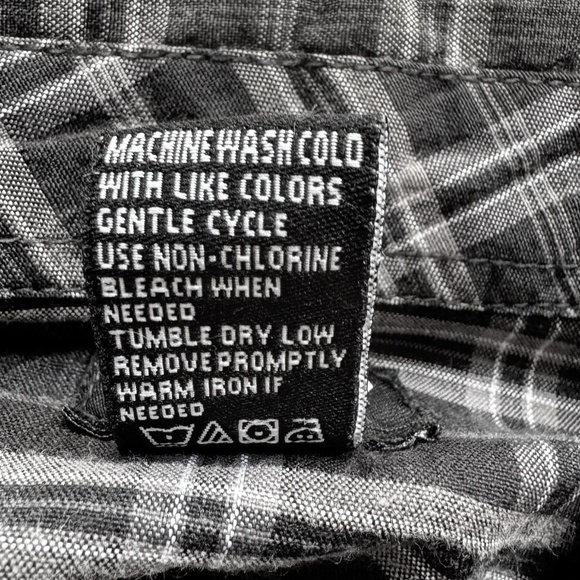 MACHINE WASH COLD
WITH LIKE COLORS
GENTLE CYCLE
USE NON-CHLORINE
BLEACH WHEN
NEEDED
TUMBLE DRY LOW
REMOVE PROMPTLY
WARM IRON IF
NEEDED